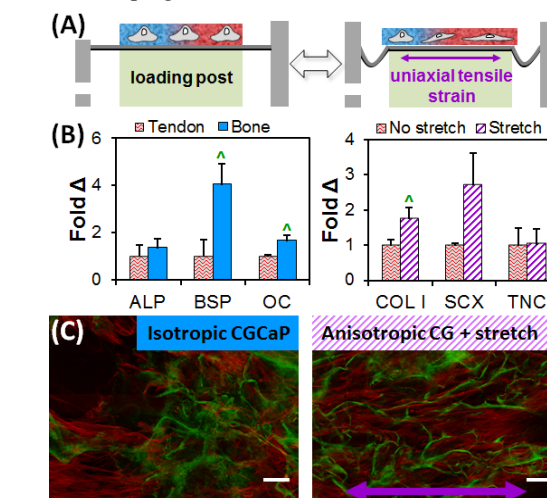 (A)
loading post
uniaxial tensile
strain
(B)
Tendon Bone
Fold Δ
6
4
2
0
^
^
ALP BSP OC
No stretch Stretch
Fold Δ
4
3
2
1
0
^
COL I SCX TNC
(C)
Isotropic CGCaP
Anisotropic CG + stretch